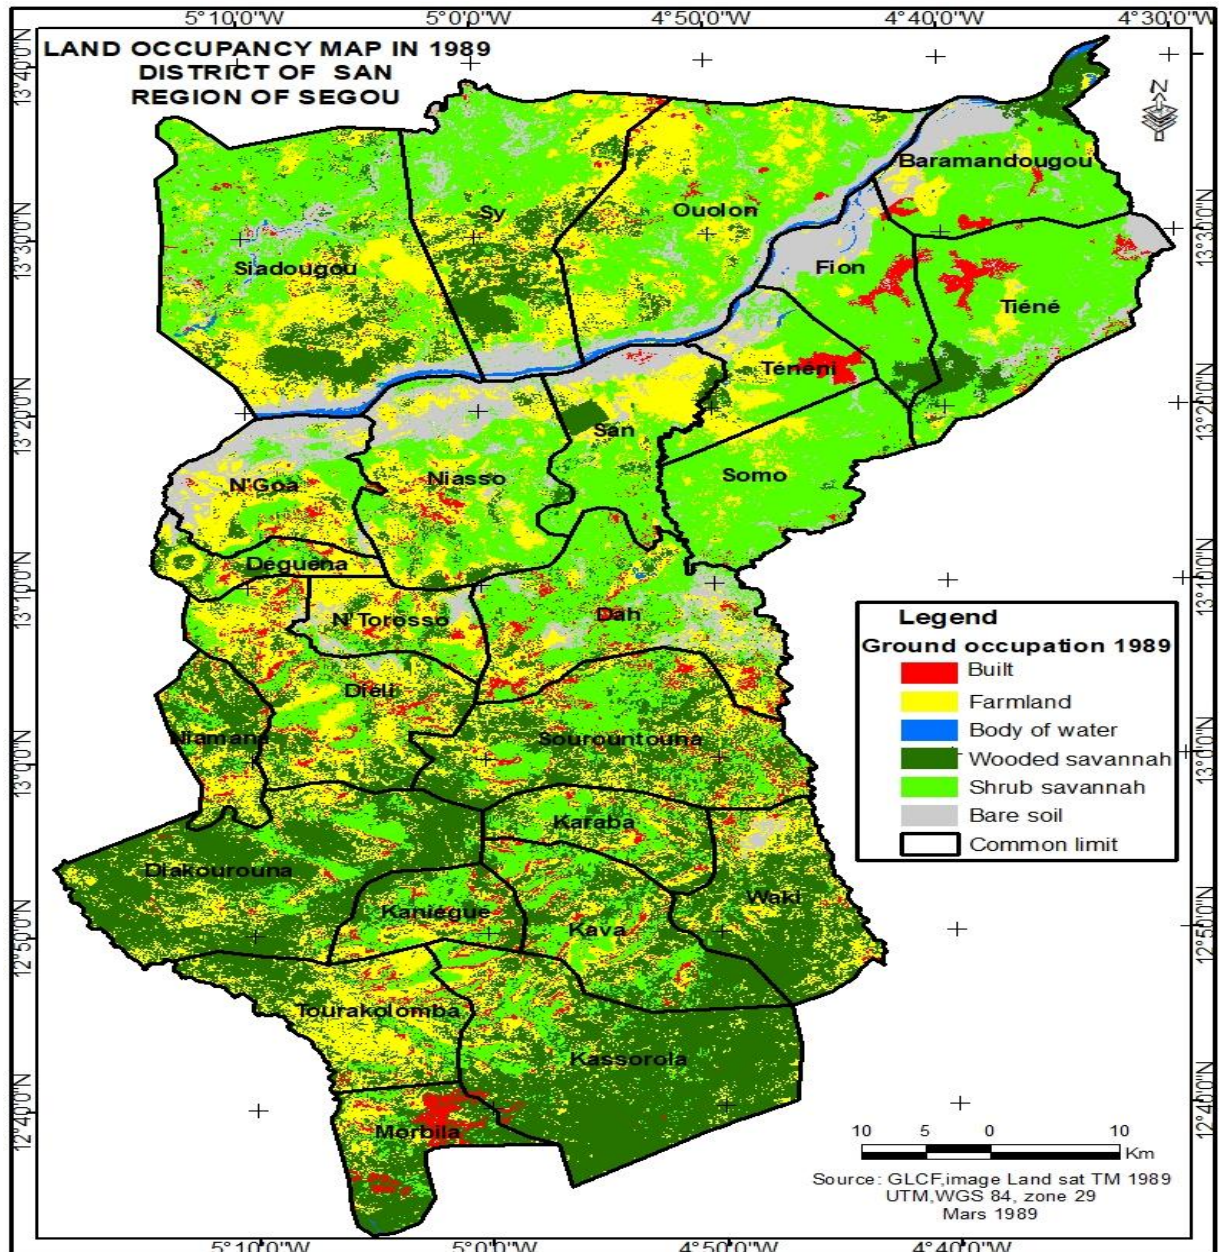 5°10'0"W 5°0'0"W 4°50'0"W 4°40'0"W 4°30'0"W
LAND OCCUPANCY MAP IN 1989
DISTRICT OF SAN
REGION OF SEGOU
N
13°40'0"N
Baramandougou
Sy
Ouolon
13°30'0"N 13°30'0"N
Siadougou
Fion
Tiéné
Ténéni
13°20'0"N 13°20'0"N
San
Somo
N'Goa
Niasso
Déguena
13°10'0"N 13°10'0"N
N'Torosso
Dah
Diéli
Niamana
Sourountouna
13°0'0"N 13°0'0"N
Karaba
Diakourouna
Waki
Kaniegue
Kava
12°50'0"N 12°50'0"N
Tourakolomba
Kassorola
12°40'0"N 12°40'0"N
Morbila
Legend
Ground occupation 1989
Built
Farmland
Body of water
Wooded savannah
Shrub savannah
Bare soil
Common limit
10 5 0 10
Km
Source: GLCF,image Land sat TM 1989
UTM,WGS 84, zone 29
Mars 1989
5°10'0"W 5°0'0"W 4°50'0"W 4°40'0"W